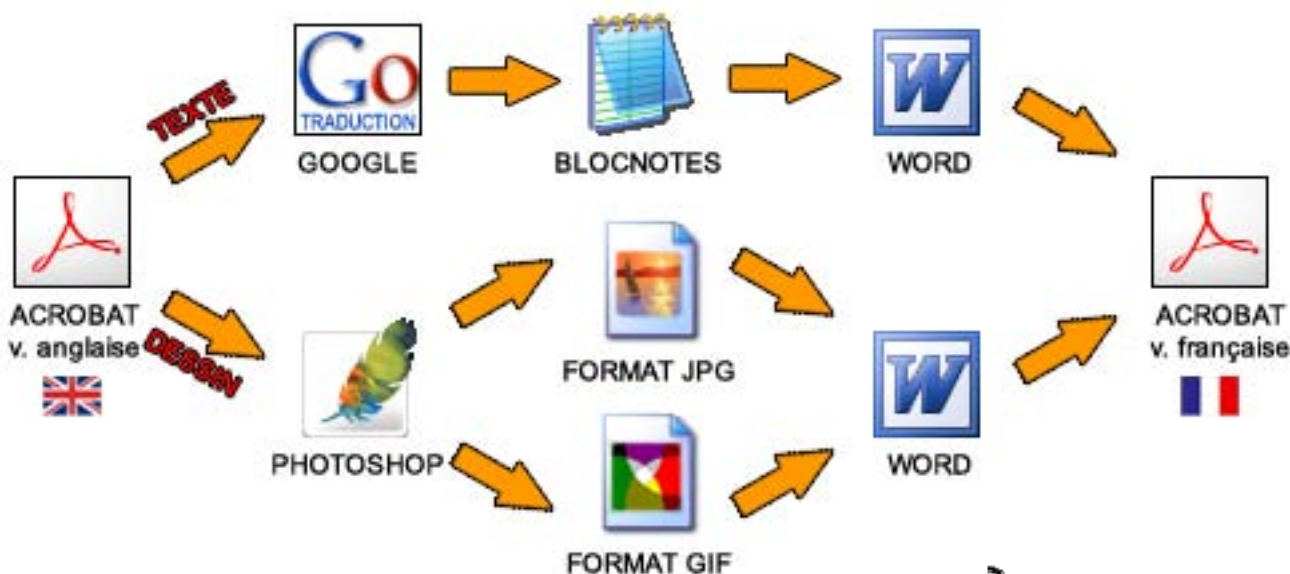 TEXTE
Go
TRADUCTION
GOOGLE
BLOCNOTES
W
WORD
ACROBAT
v. anglaise
DESSIN
PHOTOSHOP
FORMAT JPG
FORMAT GIF
W
WORD
ACROBAT
v. française